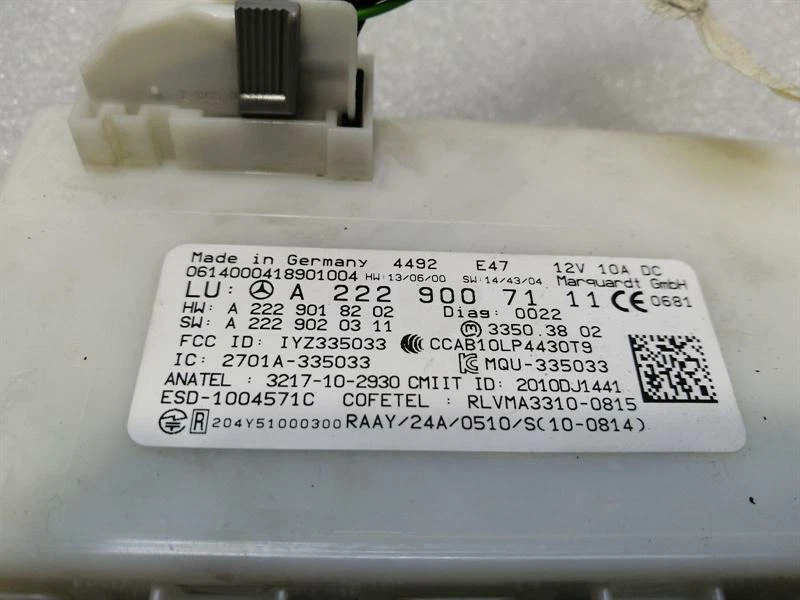 Made in Germany 4492 E47 12V 10A DC
0614000418901004 HW:13/06/00 SW:14/43/04 Marquardt GmbH
LU: A 222 900 71 11 CE 0681
HW: A 222 901 82 02 Diag: 0022
SW: A 222 902 03 11 3350.38 02
FCC ID: IYZ335033 CCAB10LP4430T9
IC: 2701A-335033 MQU-335033
ANATEL: 3217-10-2930 CMIIT ID: 2010DJ1441
ESD-1004571C COFETEL: RLVMA3310-0815
R 204Y51000300 RAAY/24A/0510/S(10-0814)